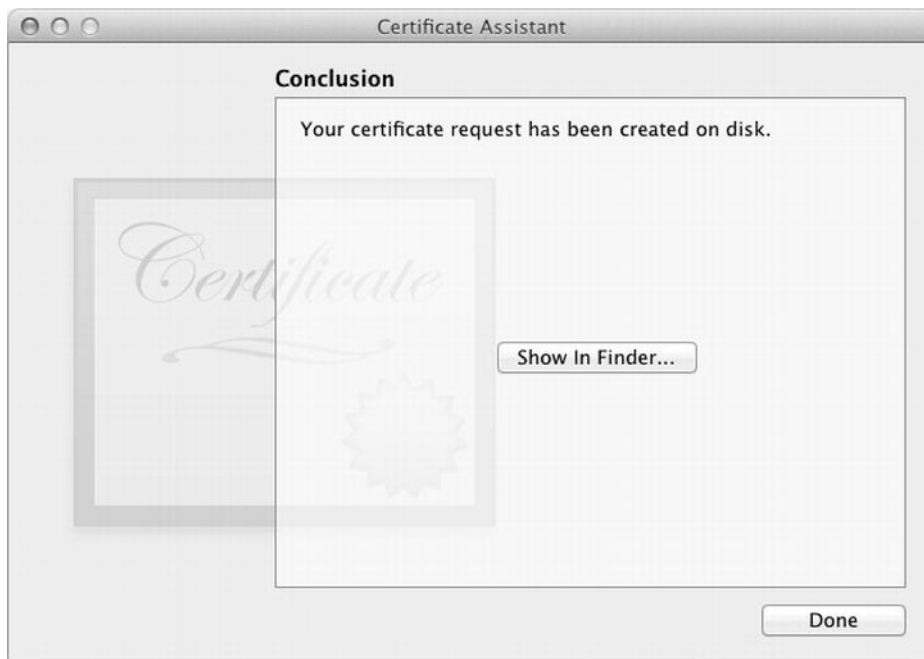 Certificate Assistant
Conclusion
Your certificate request has been created on disk.
Certificate
Show In Finder...
Done